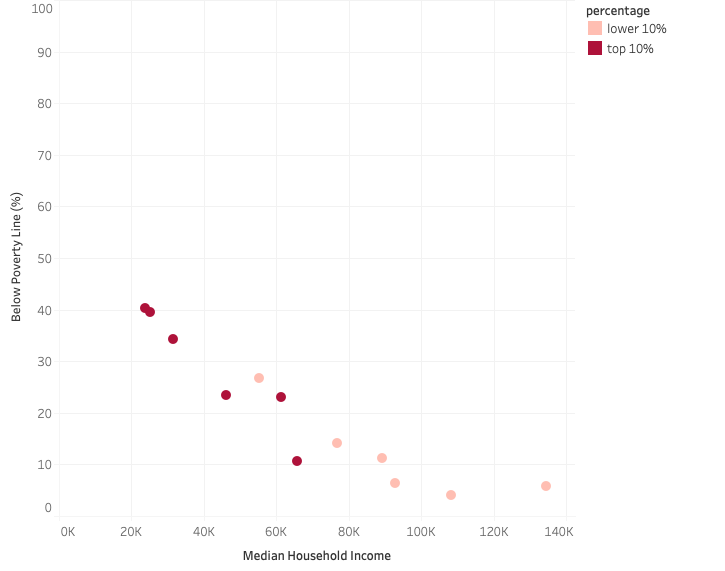 percentage
lower 10%
top 10%
100
90
80
70
60
50
40
30
20
10
0
Below Poverty Line (%)
0K 20K 40K 60K 80K 100K 120K 140K
Median Household Income